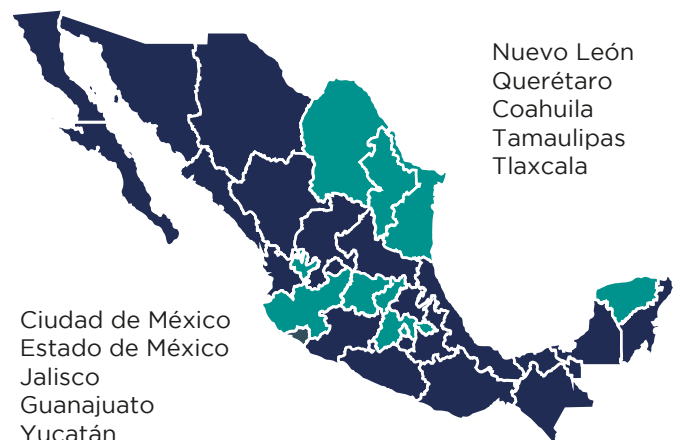 Nuevo León
Querétaro
Coahuila
Tamaulipas
Tlaxcala
Ciudad de México
Estado de México
Jalisco
Guanajuato
Yucatán